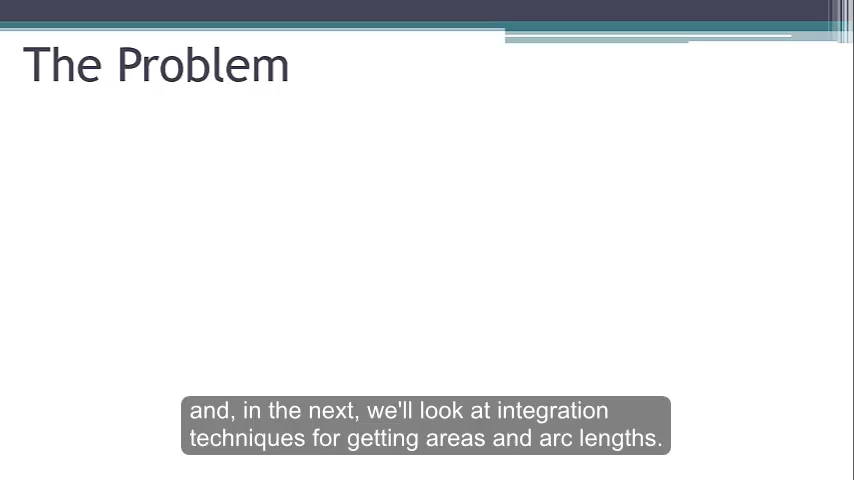 The Problem
and, in the next, we'll look at integration
techniques for getting areas and arc lengths.